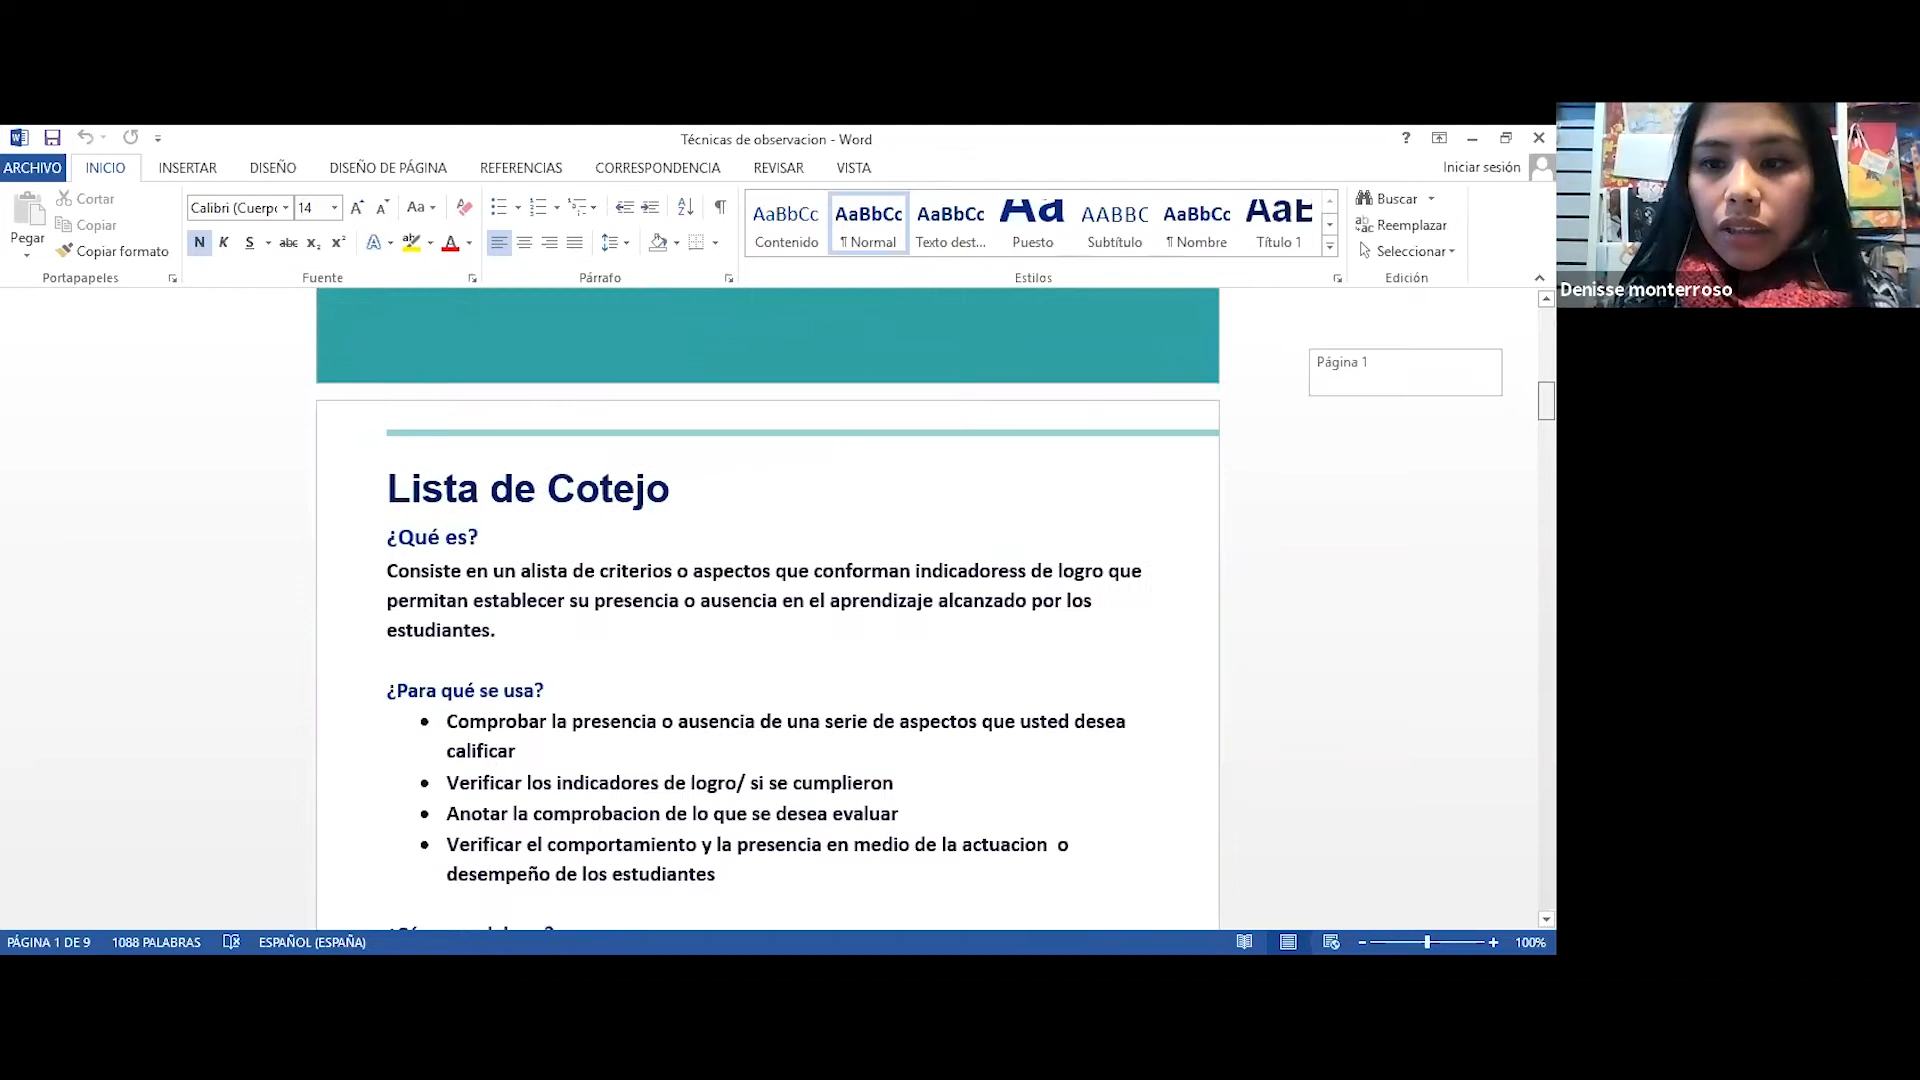 Técnicas de observacion - Word
ARCHIVO INICIO INSERTAR DISEÑO DISEÑO DE PÁGINA REFERENCIAS CORRESPONDENCIA REVISAR VISTA Iniciar sesión
Pegar
Cortar
Copiar
Copiar formato
Portapapeles
Calibri (Cuerpo 14
N K S abc x₂ x²
Fuente
Párrafo
AaBbCc AaBbCc AaBbCc Aa AABBC AaBbCc AaE
Contenido ¶ Normal Texto dest... Puesto Subtítulo ¶ Nombre Título 1
Estilos
Buscar
Reemplazar
Seleccionar
Edición
Denisse monterroso
Página 1
Lista de Cotejo
¿Qué es?
Consiste en un alista de criterios o aspectos que conforman indicadoress de logro que
permitan establecer su presencia o ausencia en el aprendizaje alcanzado por los
estudiantes.
¿Para qué se usa?
• Comprobar la presencia o ausencia de una serie de aspectos que usted desea
calificar
• Verificar los indicadores de logro/ si se cumplieron
• Anotar la comprobacion de lo que se desea evaluar
• Verificar el comportamiento y la presencia en medio de la actuacion o
desempeño de los estudiantes
PÁGINA 1 DE 9 1088 PALABRAS ESPAÑOL (ESPAÑA) 100%